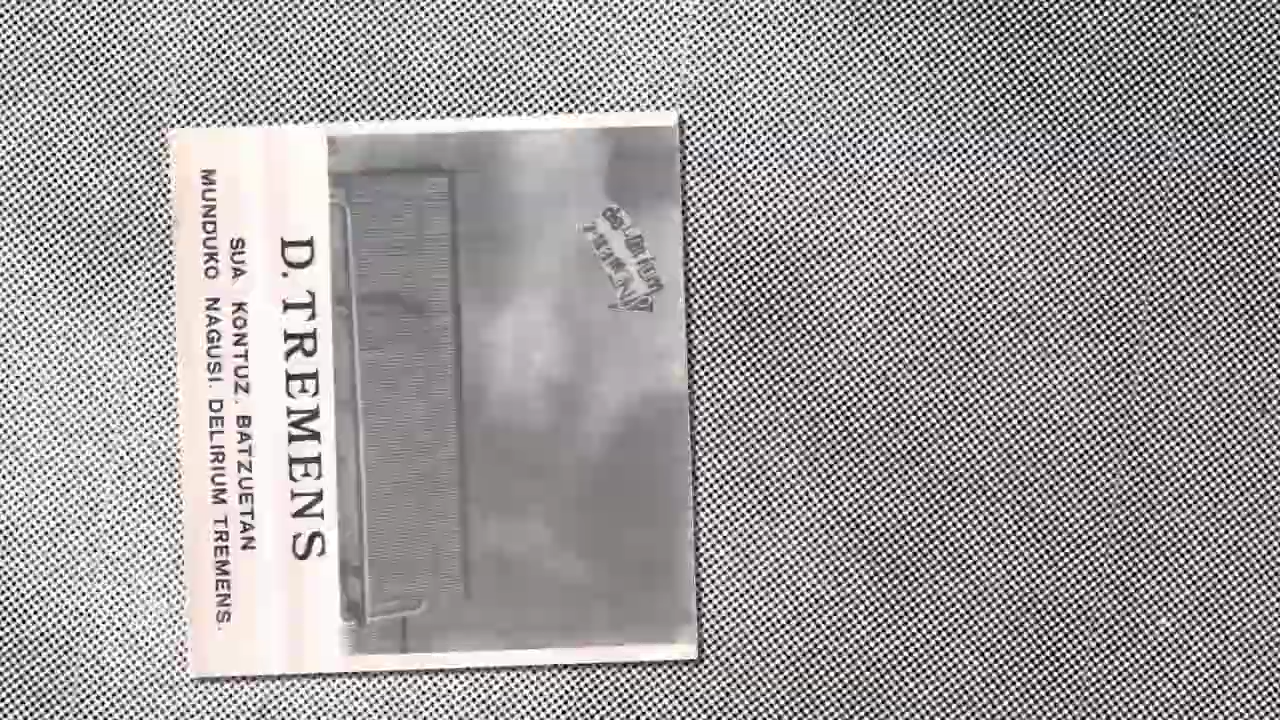 D. TREMENS
SUA. KONTUZ. BATZUETAN
MUNDUKO NAGUSI. DELIRIUM TREMENS.